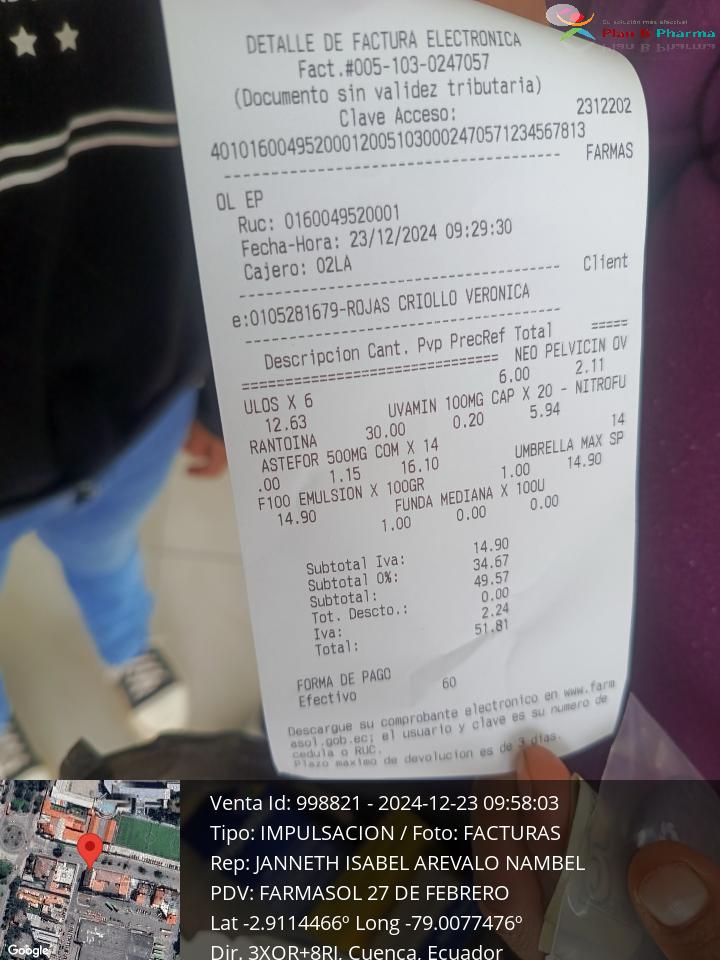 Su solución más efectiva!
Plan B Pharma
DETALLE DE FACTURA ELECTRONICA
Fact.#005-103-0247057
(Documento sin validez tributaria)
Clave Acceso: 2312202
401016004952000120051030002470571234567813
FARMAS
OL EP
Ruc: 0160049520001
Fecha-Hora: 23/12/2024 09:29:30
Cajero: 02LA
Client
e:0105281679-ROJAS CRIOLLO VERONICA
Descripcion Cant. Pvp PrecRef Total =====
============================== NEO PELVICIN OV
ULOS X 6 6.00 2.11
12.63 UVAMIN 100MG CAP X 20 - NITROFU
RANTOINA 30.00 0.20 5.94
ASTEFOR 500MG COM X 14 14
.00 1.15 16.10 UMBRELLA MAX SP
F100 EMULSION X 100GR 1.00 14.90
14.90 FUNDA MEDIANA X 100U
1.00 0.00 0.00
Subtotal Iva: 14.90
Subtotal 0%: 34.67
Subtotal: 49.57
Tot. Descto.: 0.00
Iva: 2.24
Total: 51.81
FORMA DE PAGO
Efectivo 60
Descargue su comprobante electronico en www.farm
asol.gob.ec; el usuario y clave es su numero de
cedula o RUC.
Plazo maximo de devolucion es de 3 dias.
Venta Id: 998821 - 2024-12-23 09:58:03
Tipo: IMPULSACION / Foto: FACTURAS
Rep: JANNETH ISABEL AREVALO NAMBEL
PDV: FARMASOL 27 DE FEBRERO
Lat -2.9114466º Long -79.0077476º
Dir. 3XQR+8RJ, Cuenca, Ecuador
Google